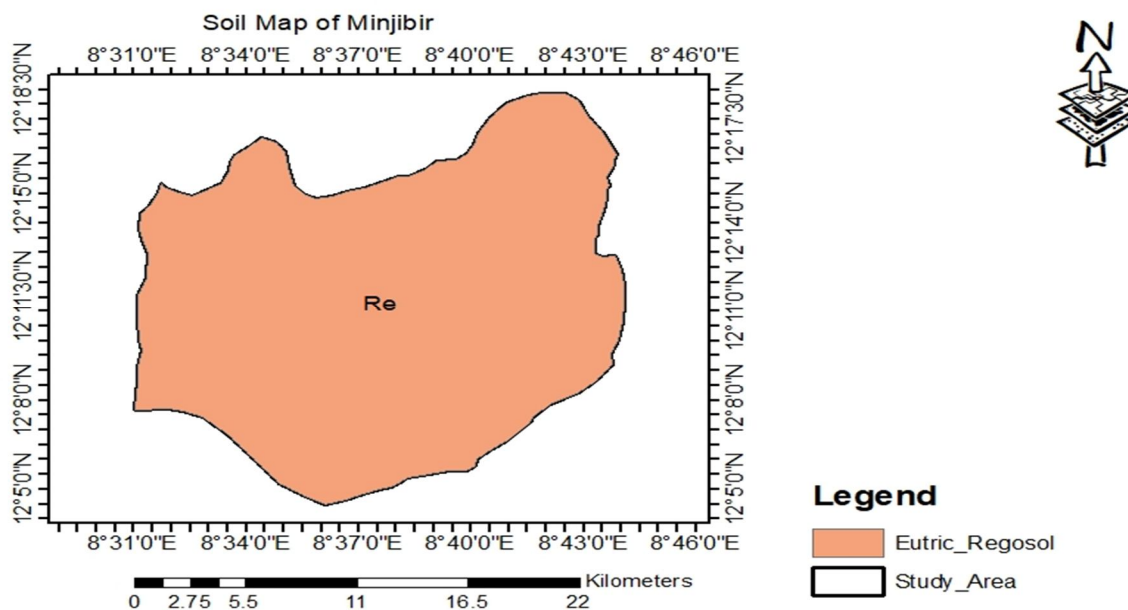 Soil Map of Minjibir
N
8°31'0"E 8°34'0"E 8°37'0"E 8°40'0"E 8°43'0"E 8°46'0"E
12°18'30"N
12°15'0"N
12°11'30"N
12°8'0"N
12°5'0"N
Re
12°17'30"N
12°14'0"N
12°11'0"N
12°8'0"N
12°5'0"N
8°31'0"E 8°34'0"E 8°37'0"E 8°40'0"E 8°43'0"E 8°46'0"E
Kilometers
0 2.75 5.5 11 16.5 22
Legend
Eutric_Regosol
Study_Area